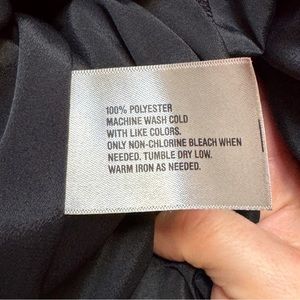 100% POLYESTER
MACHINE WASH COLD
WITH LIKE COLORS.
ONLY NON-CHLORINE BLEACH WHEN
NEEDED. TUMBLE DRY LOW.
WARM IRON AS NEEDED.